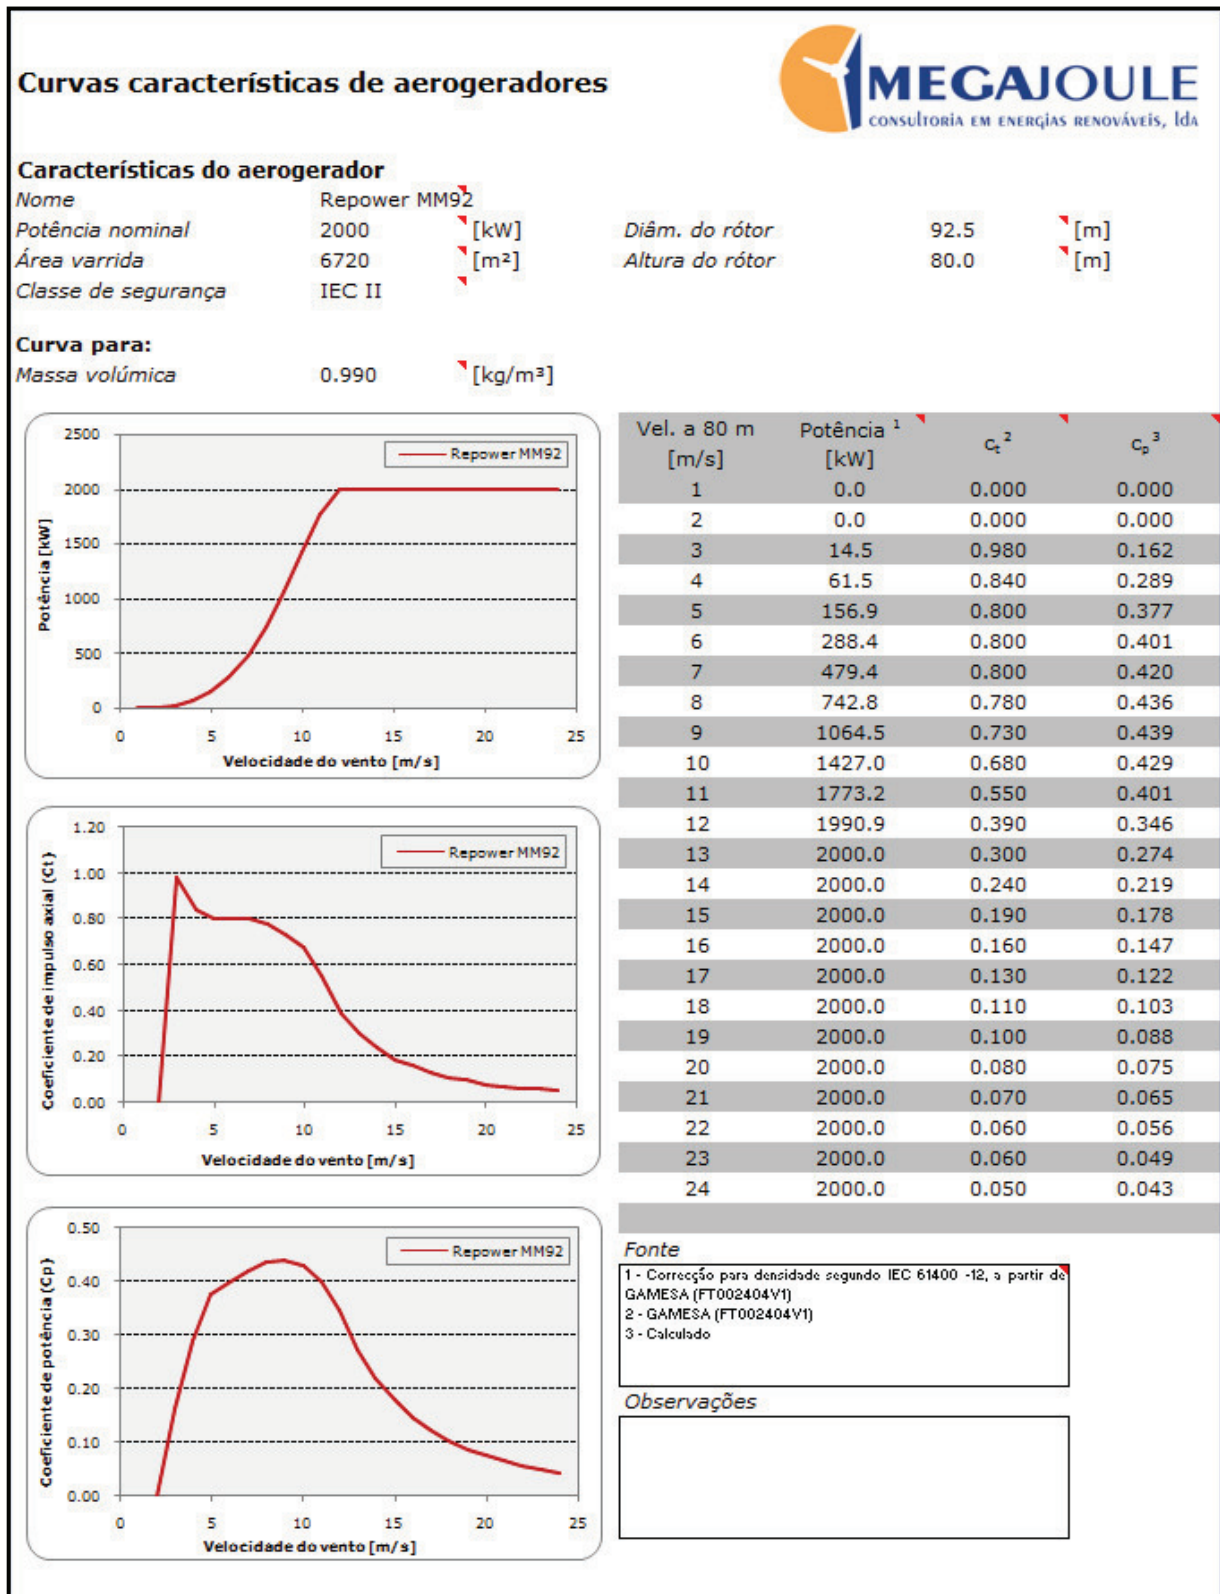 Curvas características de aerogeradores
MEGAJOULE
CONSULTORIA EM ENERGIAS RENOVÁVEIS, lda
Características do aerogerador
Nome Repower MM92
Potência nominal 2000 [kW] Diâm. do rótor 92.5 [m]
Área varrida 6720 [m²] Altura do rótor 80.0 [m]
Classe de segurança IEC II
Curva para:
Massa volúmica 0.990 [kg/m³]
2500
2000
1500
1000
500
0
Potência [kW]
Repower MM92
0 5 10 15 20 25
Velocidade do vento [m/s]
1.20
1.00
0.80
0.60
0.40
0.20
0.00
Coeficiente de impulso axial (Ct)
Repower MM92
0 5 10 15 20 25
Velocidade do vento [m/s]
0.50
0.40
0.30
0.20
0.10
0.00
Coeficiente de potência (Cp)
Repower MM92
0 5 10 15 20 25
Velocidade do vento [m/s]
Vel. a 80 m Potência ¹ cₜ ² cₚ ³
[m/s] [kW]
1 0.0 0.000 0.000
2 0.0 0.000 0.000
3 14.5 0.980 0.162
4 61.5 0.840 0.289
5 156.9 0.800 0.377
6 288.4 0.800 0.401
7 479.4 0.800 0.420
8 742.8 0.780 0.436
9 1064.5 0.730 0.439
10 1427.0 0.680 0.429
11 1773.2 0.550 0.401
12 1990.9 0.390 0.346
13 2000.0 0.300 0.274
14 2000.0 0.240 0.219
15 2000.0 0.190 0.178
16 2000.0 0.160 0.147
17 2000.0 0.130 0.122
18 2000.0 0.110 0.103
19 2000.0 0.100 0.088
20 2000.0 0.080 0.075
21 2000.0 0.070 0.065
22 2000.0 0.060 0.056
23 2000.0 0.060 0.049
24 2000.0 0.050 0.043
Fonte
1 - Correcção para densidade segundo IEC 61400 -12, a partir de
GAMESA (FT002404V1)
2 - GAMESA (FT002404V1)
3 - Calculado
Observações